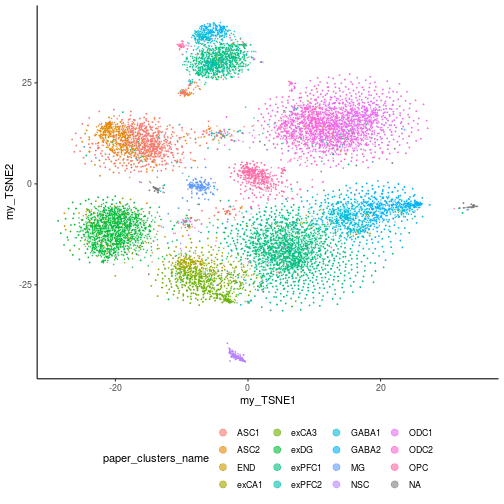 25
0
-25
my_TSNE2
-20 0 20
my_TSNE1
paper_clusters_name
ASC1 exCA3 GABA1 ODC1
ASC2 exDG GABA2 ODC2
END exPFC1 MG OPC
exCA1 exPFC2 NSC NA